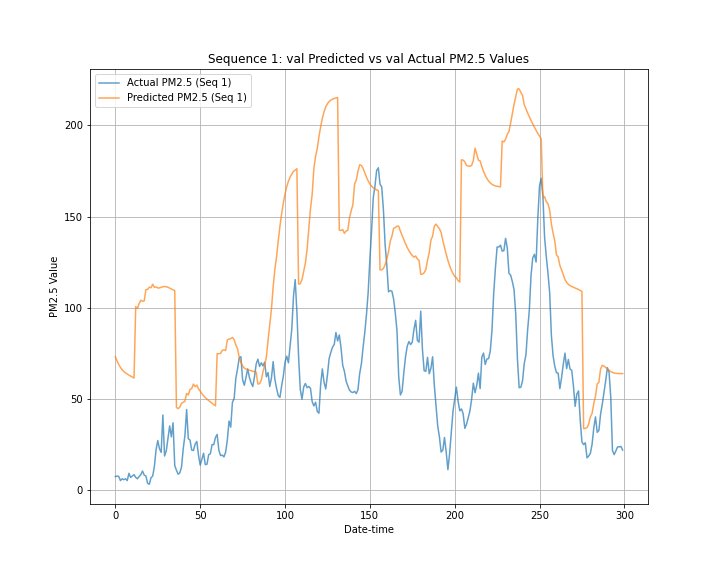 Sequence 1: val Predicted vs val Actual PM2.5 Values
Actual PM2.5 (Seq 1)
Predicted PM2.5 (Seq 1)
PM2.5 Value
200
150
100
50
0
0 50 100 150 200 250 300
Date-time